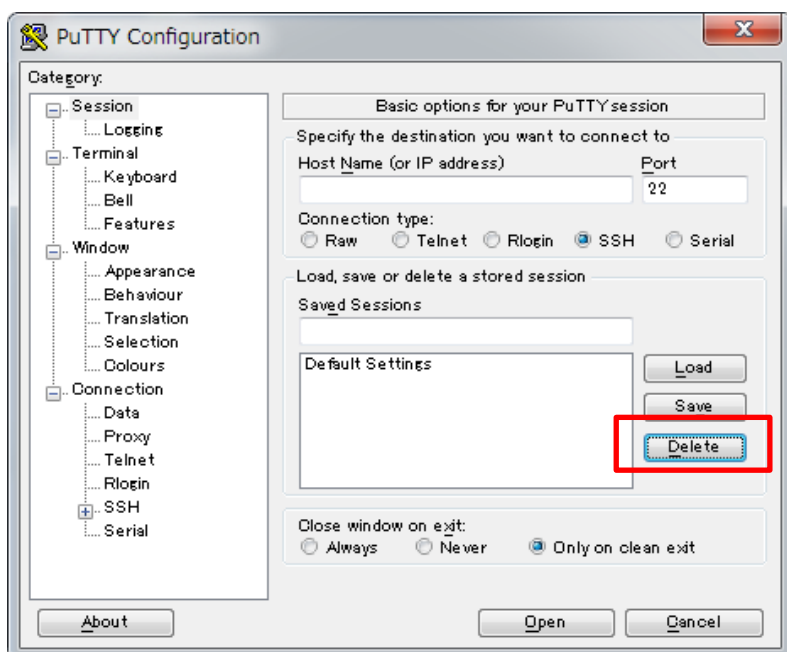 PuTTY Configuration
Category:
Session
Logging
Terminal
Keyboard
Bell
Features
Window
Appearance
Behaviour
Translation
Selection
Colours
Connection
Data
Proxy
Telnet
Rlogin
SSH
Serial
Basic options for your PuTTY session
Specify the destination you want to connect to
Host Name (or IP address) Port
22
Connection type:
Raw Telnet Rlogin SSH Serial
Load, save or delete a stored session
Saved Sessions
Default Settings
Load
Save
Delete
Close window on exit:
Always Never Only on clean exit
About Open Cancel